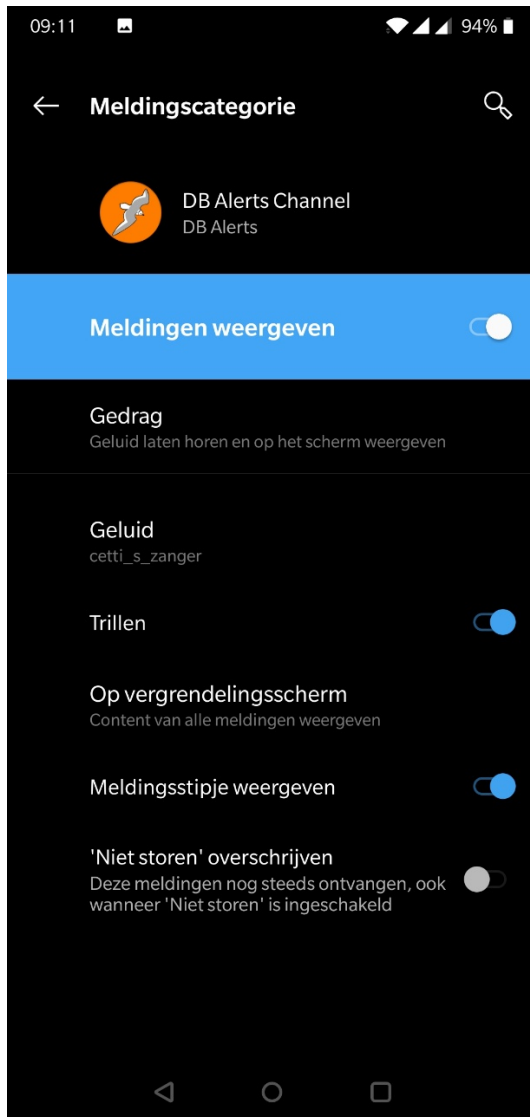 09:11
94%
Meldingscategorie
DB Alerts Channel
DB Alerts
Meldingen weergeven
Gedrag
Geluid laten horen en op het scherm weergeven
Geluid
cetti_s_zanger
Trillen
Op vergrendelingsscherm
Content van alle meldingen weergeven
Meldingsstipje weergeven
'Niet storen' overschrijven
Deze meldingen nog steeds ontvangen, ook
wanneer 'Niet storen' is ingeschakeld